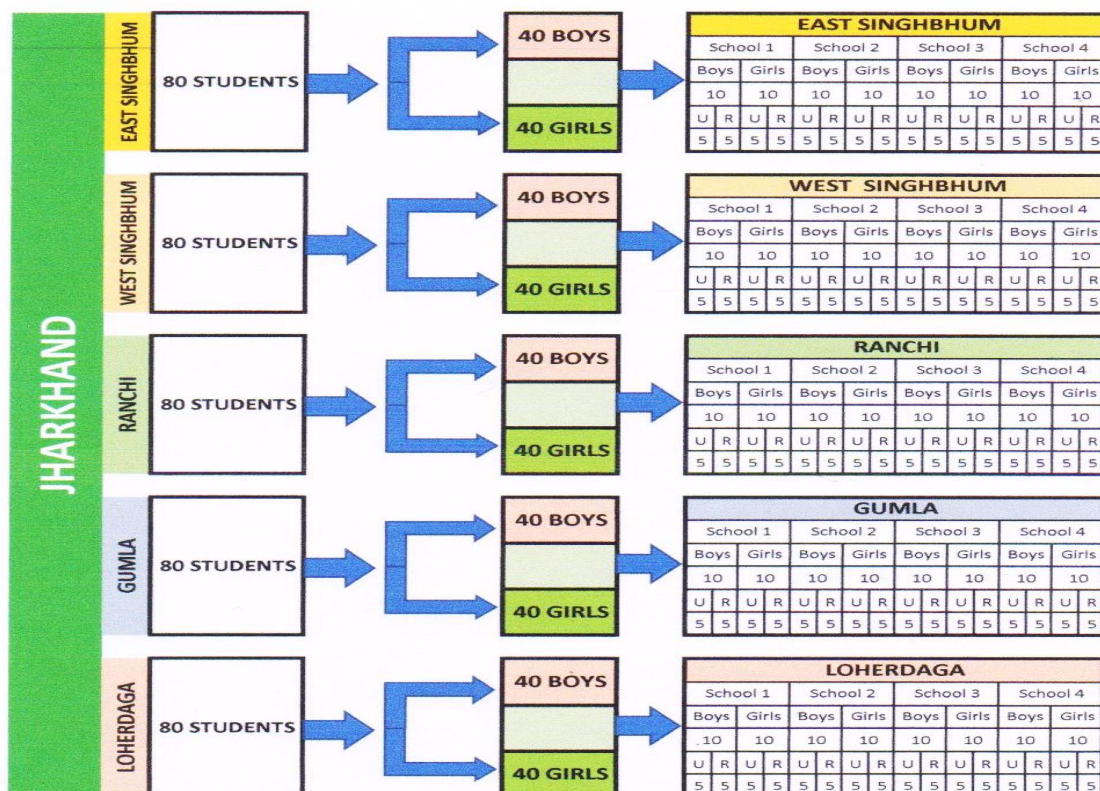 JHARKHAND
EAST SINGHBHUM
80 STUDENTS
40 BOYS
40 GIRLS
EAST SINGHBHUM
School 1 School 2 School 3 School 4
Boys Girls Boys Girls Boys Girls Boys Girls
10 10 10 10 10 10 10 10
U R U R U R U R U R U R U R U R
5 5 5 5 5 5 5 5 5 5 5 5 5 5 5 5
WEST SINGHBHUM
80 STUDENTS
40 BOYS
40 GIRLS
WEST SINGHBHUM
School 1 School 2 School 3 School 4
Boys Girls Boys Girls Boys Girls Boys Girls
10 10 10 10 10 10 10 10
U R U R U R U R U R U R U R U R
5 5 5 5 5 5 5 5 5 5 5 5 5 5 5 5
RANCHI
80 STUDENTS
40 BOYS
40 GIRLS
RANCHI
School 1 School 2 School 3 School 4
Boys Girls Boys Girls Boys Girls Boys Girls
10 10 10 10 10 10 10 10
U R U R U R U R U R U R U R U R
5 5 5 5 5 5 5 5 5 5 5 5 5 5 5 5
GUMLA
80 STUDENTS
40 BOYS
40 GIRLS
GUMLA
School 1 School 2 School 3 School 4
Boys Girls Boys Girls Boys Girls Boys Girls
10 10 10 10 10 10 10 10
U R U R U R U R U R U R U R U R
5 5 5 5 5 5 5 5 5 5 5 5 5 5 5 5
LOHERDAGA
80 STUDENTS
40 BOYS
40 GIRLS
LOHERDAGA
School 1 School 2 School 3 School 4
Boys Girls Boys Girls Boys Girls Boys Girls
10 10 10 10 10 10 10 10
U R U R U R U R U R U R U R U R
5 5 5 5 5 5 5 5 5 5 5 5 5 5 5 5